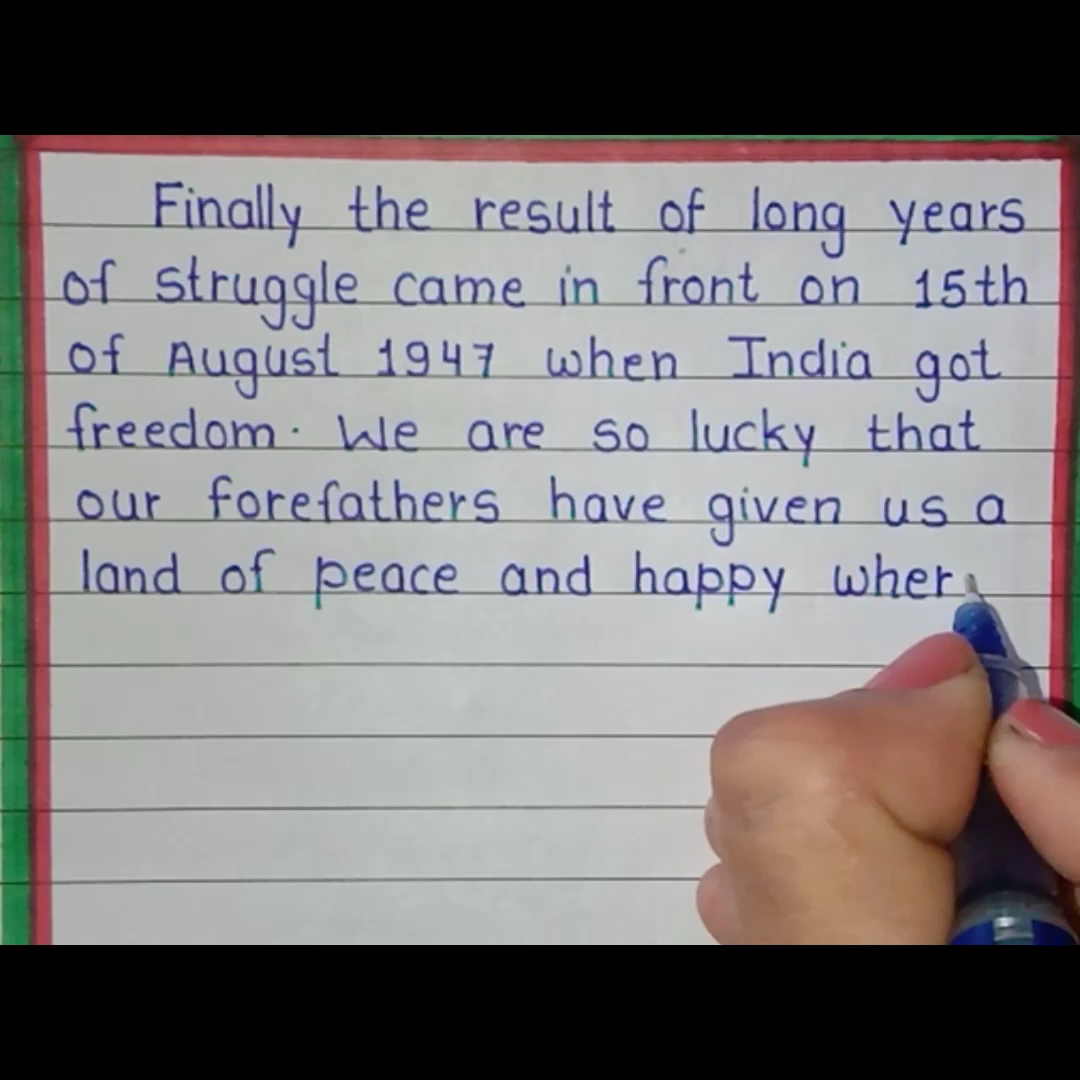 Finally the result of long years
of struggle came in front on 15th
of August 1947 when India got
freedom. We are so lucky that
our forefathers have given us a
land of peace and happy wher